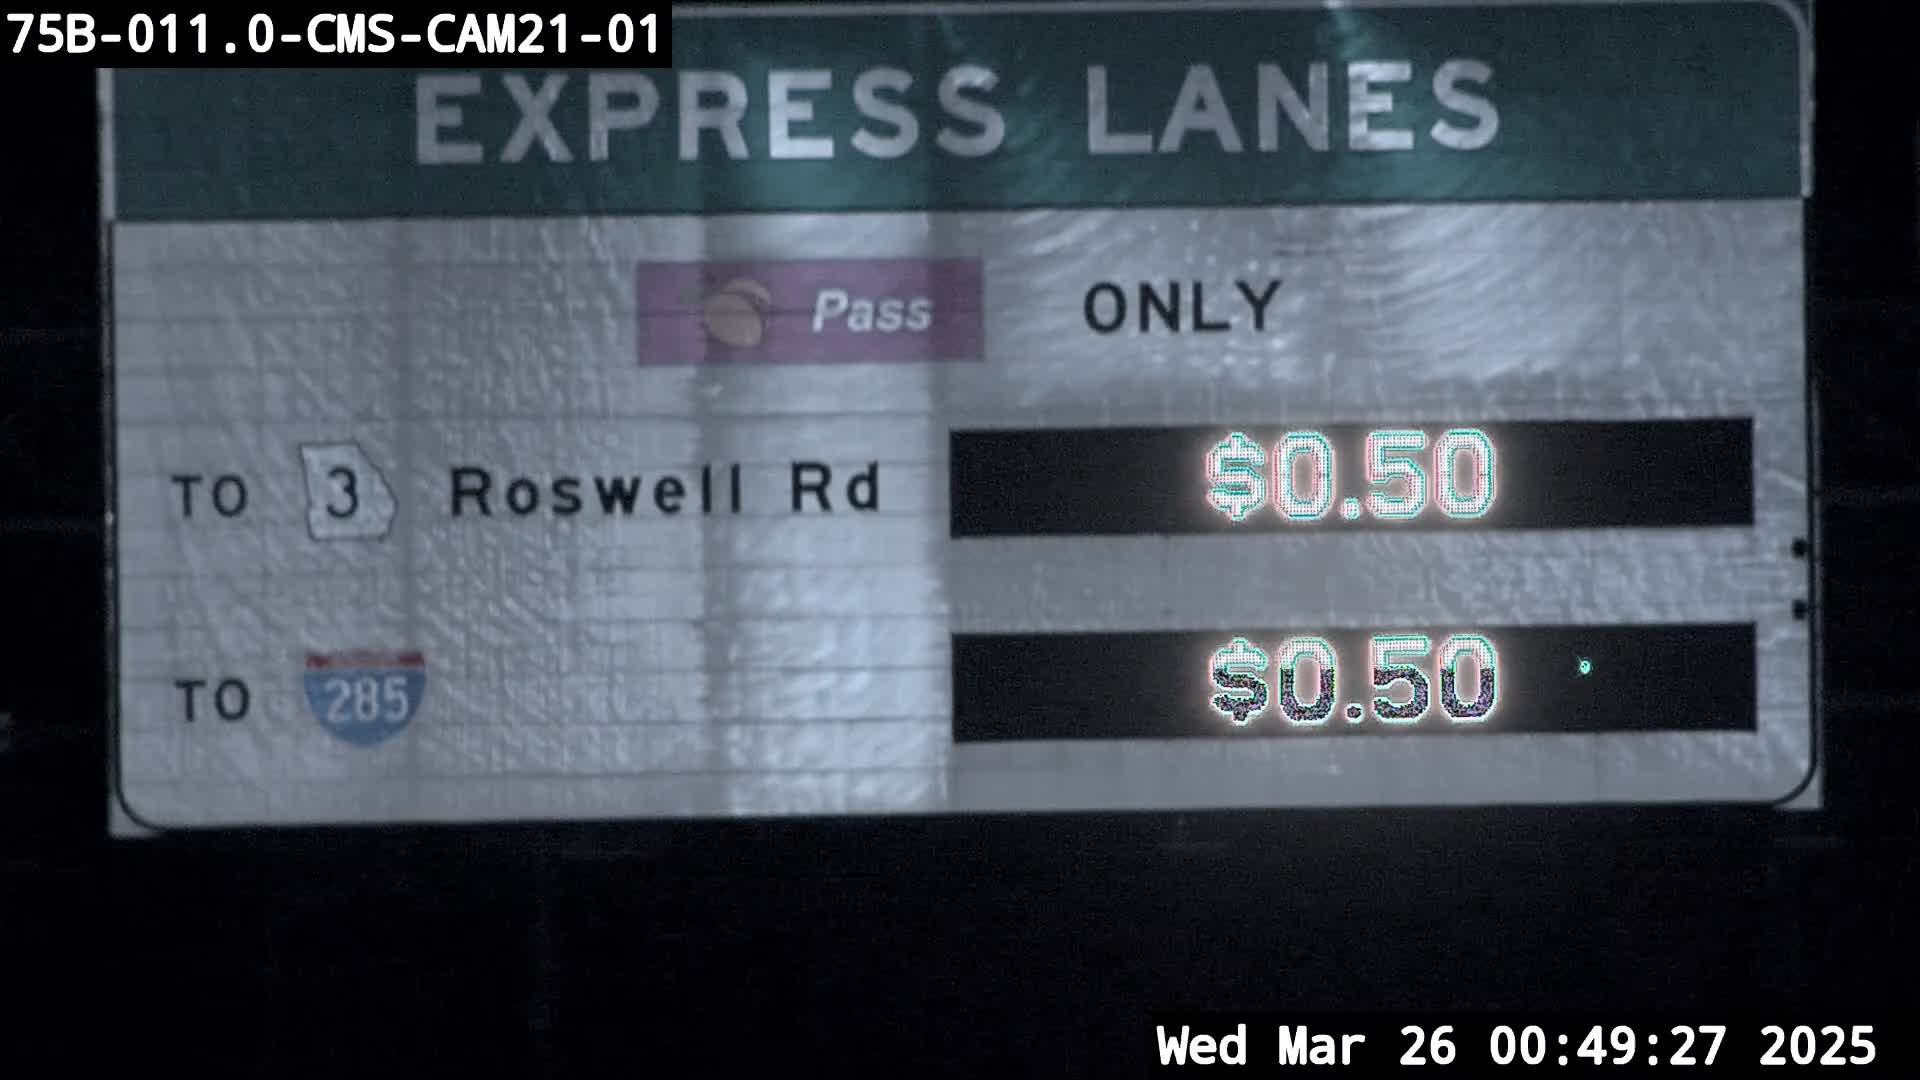 75B-011.0-CMS-CAM21-01
EXPRESS LANES
Pass ONLY
TO 3 Roswell Rd $0.50
TO 285 $0.50
Wed Mar 26 00:49:27 2025